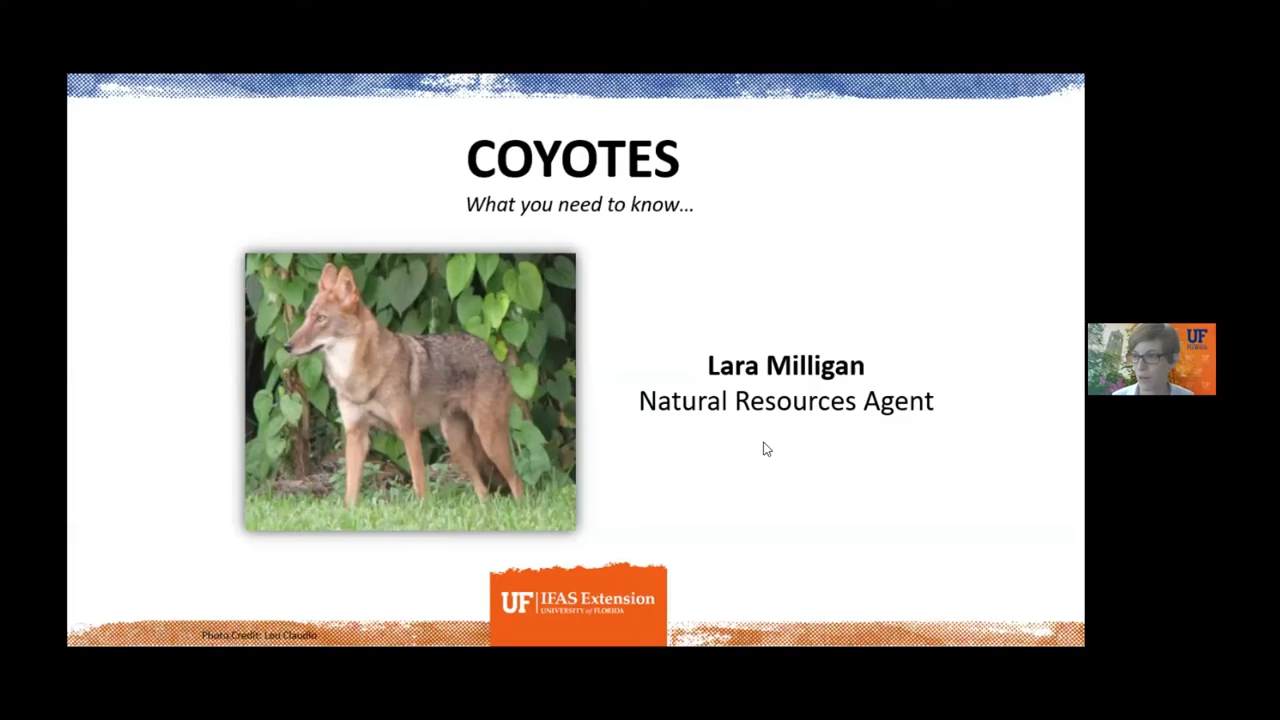 COYOTES
What you need to know...
Lara Milligan
Natural Resources Agent
UF
UF | IFAS Extension
UNIVERSITY of FLORIDA
Photo Credit: Lou Claudio